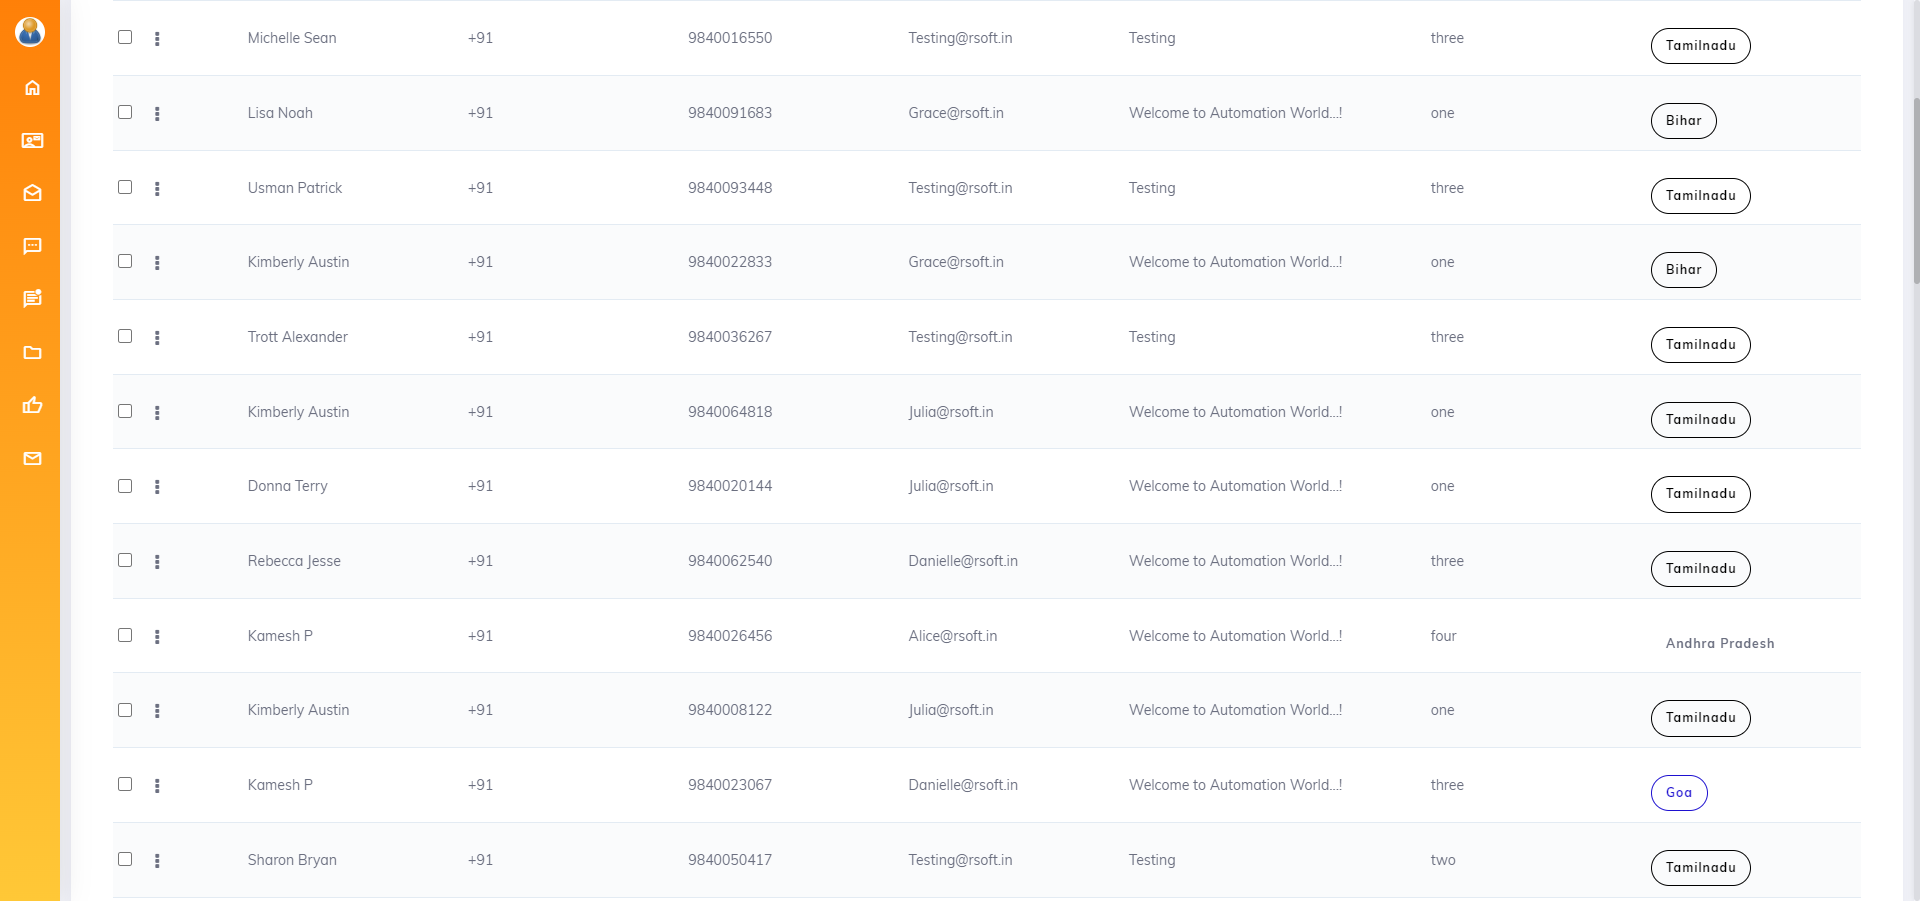 Michelle Sean +91 9840016550 Testing@rsoft.in Testing three Tamilnadu
Lisa Noah +91 9840091683 Grace@rsoft.in Welcome to Automation World...! one Bihar
Usman Patrick +91 9840093448 Testing@rsoft.in Testing three Tamilnadu
Kimberly Austin +91 9840022833 Grace@rsoft.in Welcome to Automation World...! one Bihar
Trott Alexander +91 9840036267 Testing@rsoft.in Testing three Tamilnadu
Kimberly Austin +91 9840064818 Julia@rsoft.in Welcome to Automation World...! one Tamilnadu
Donna Terry +91 9840020144 Julia@rsoft.in Welcome to Automation World...! one Tamilnadu
Rebecca Jesse +91 9840062540 Danielle@rsoft.in Welcome to Automation World...! three Tamilnadu
Kamesh P +91 9840026456 Alice@rsoft.in Welcome to Automation World...! four Andhra Pradesh
Kimberly Austin +91 9840008122 Julia@rsoft.in Welcome to Automation World...! one Tamilnadu
Kamesh P +91 9840023067 Danielle@rsoft.in Welcome to Automation World...! three Goa
Sharon Bryan +91 9840050417 Testing@rsoft.in Testing two Tamilnadu